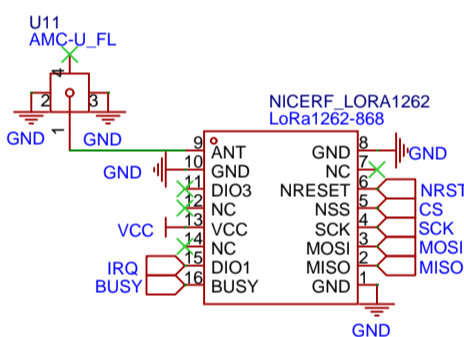 U11
AMC-U_FL
4
2
3
GND
1
GND
NICERF_LORA1262
LoRa1262-868
9
ANT
GND
8
GND
GND
10
GND
NC
7
11
DIO3
NRESET
6
NRST
12
NC
NSS
5
CS
VCC
13
VCC
SCK
4
SCK
14
NC
MOSI
3
MOSI
IRQ
15
DIO1
MISO
2
MISO
BUSY
16
BUSY
GND
1
GND